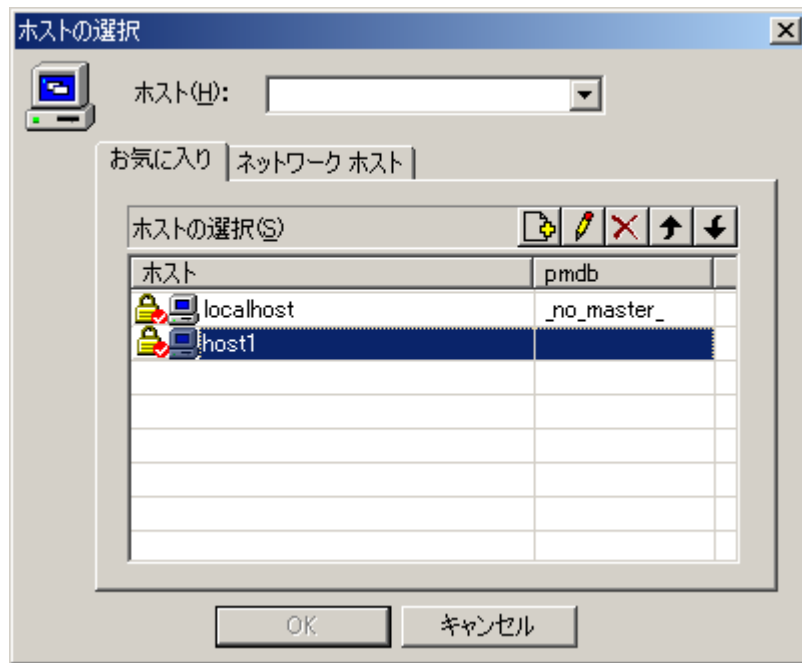 ホストの選択
ホスト(H):
お気に入り ネットワーク ホスト
ホストの選択(S)
ホスト pmdb
localhost _no_master_
host1
OK キャンセル